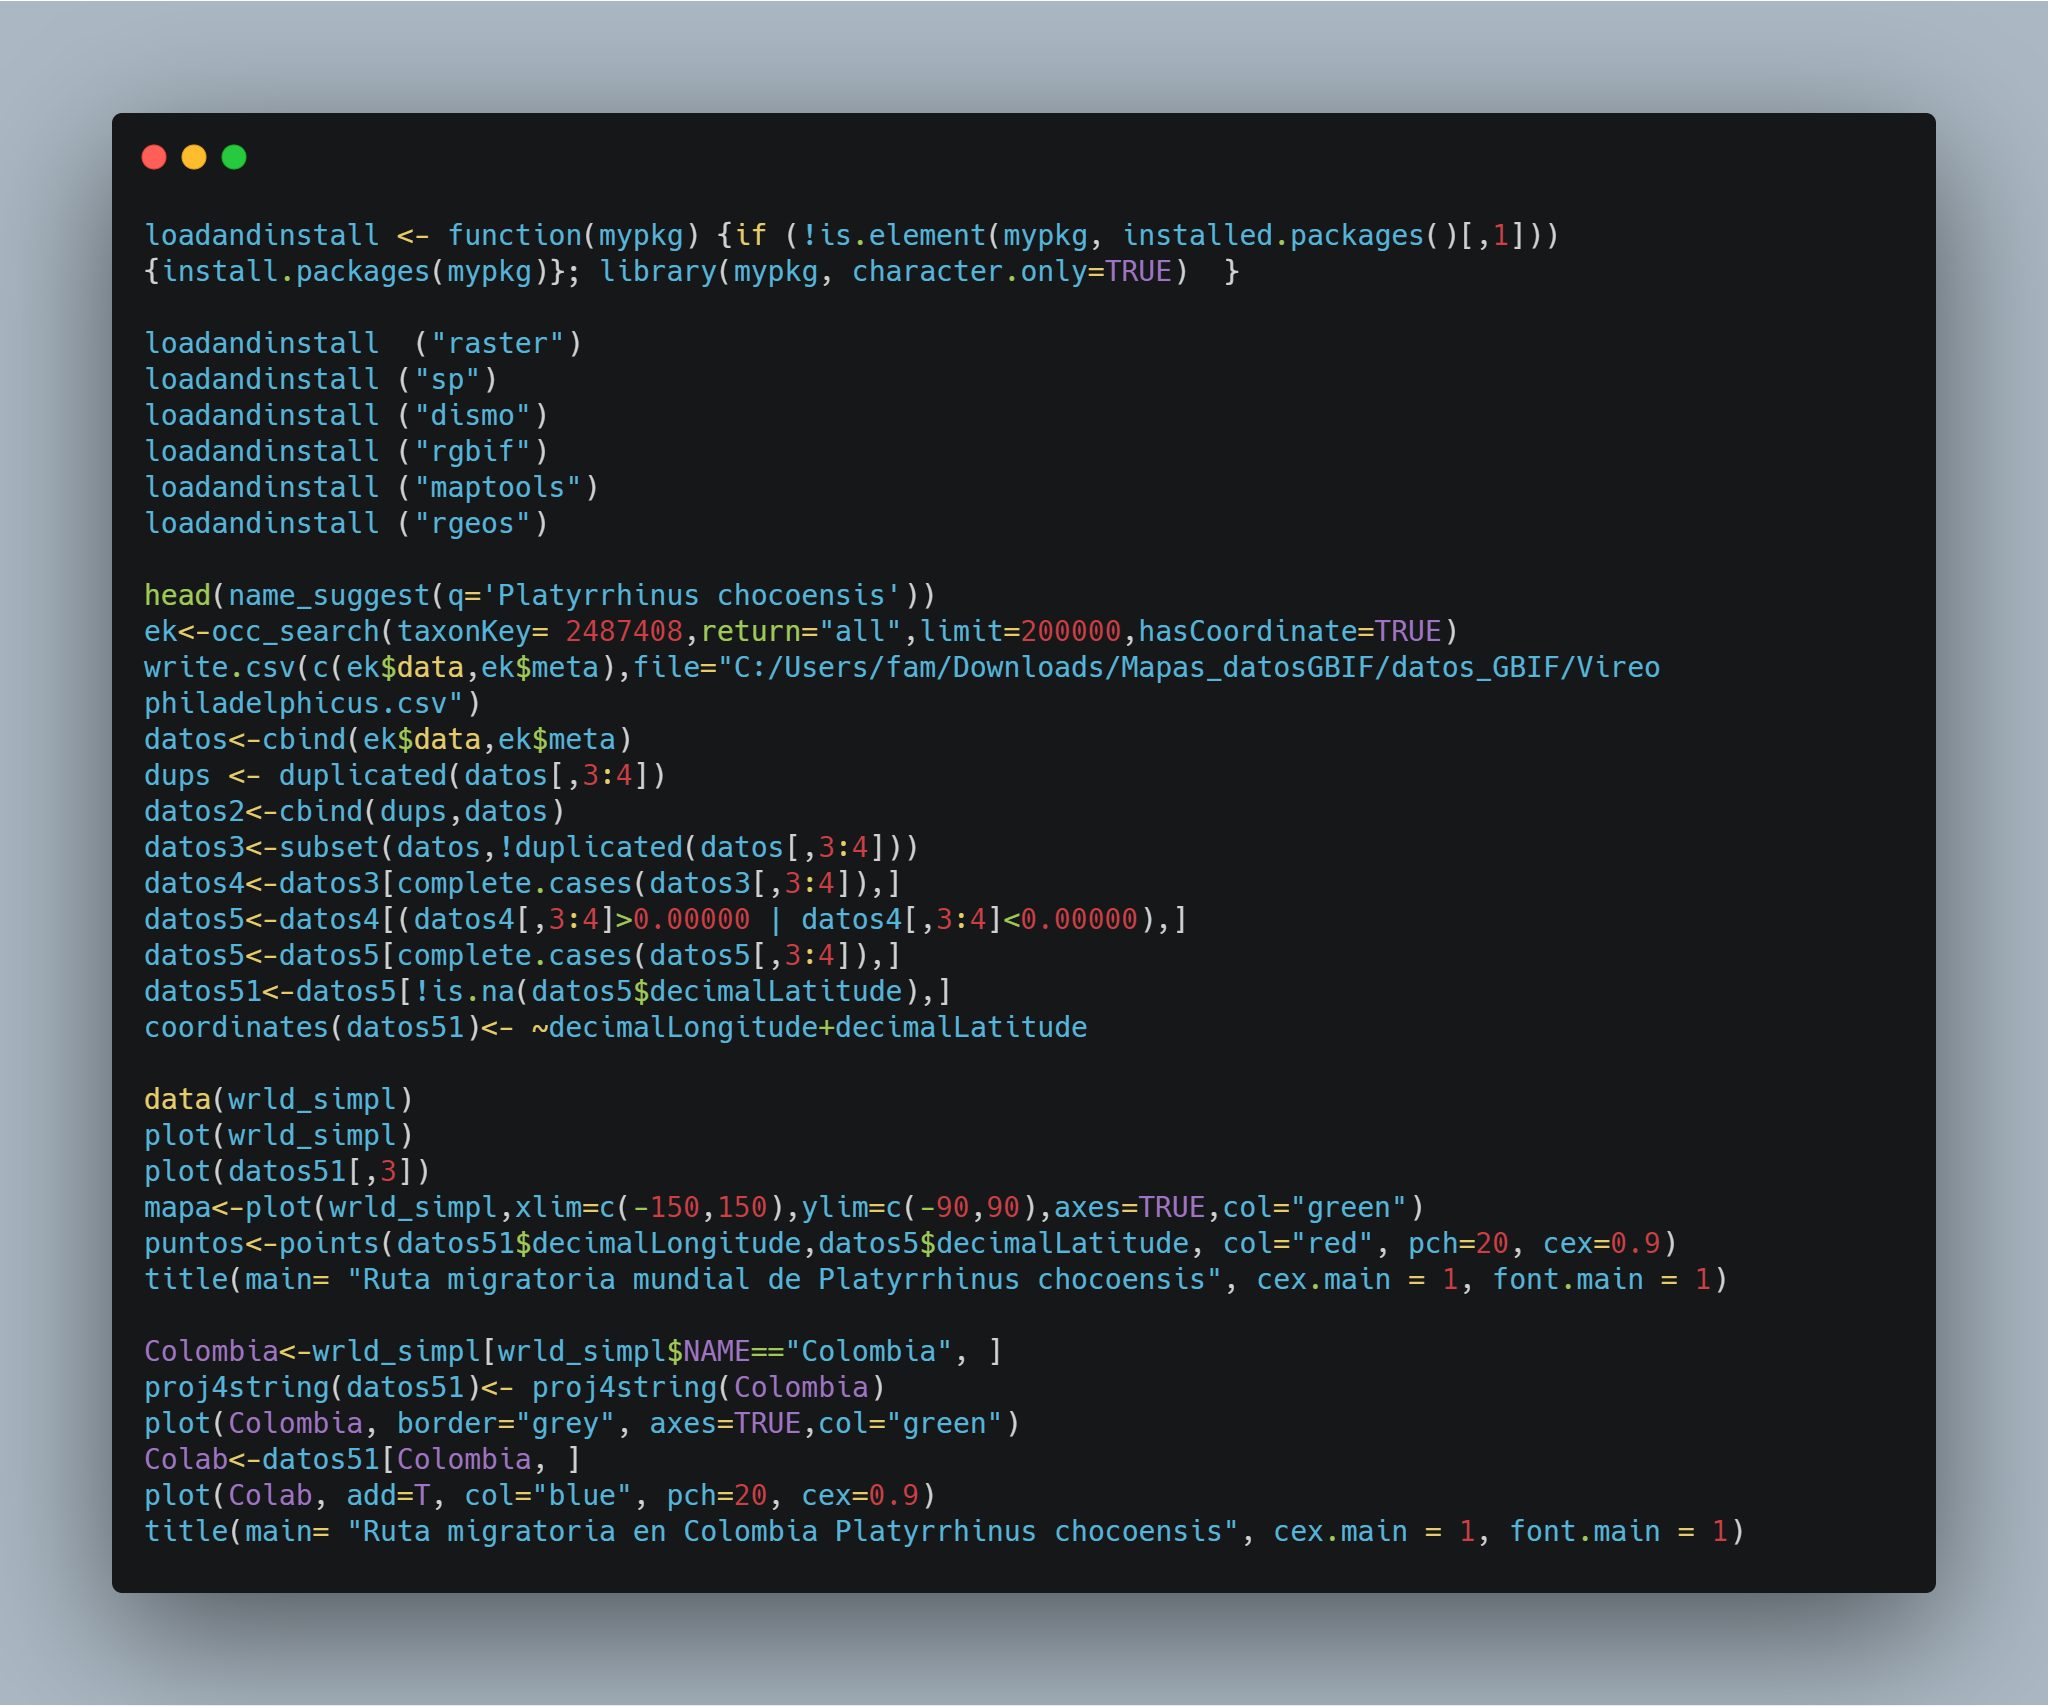 loadandinstall <- function(mypkg) {if (!is.element(mypkg, installed.packages()[,1]))
{install.packages(mypkg)}; library(mypkg, character.only=TRUE)  }

loadandinstall  ("raster")
loadandinstall ("sp")
loadandinstall ("dismo")
loadandinstall ("rgbif")
loadandinstall ("maptools")
loadandinstall ("rgeos")

head(name_suggest(q='Platyrrhinus chocoensis'))
ek<-occ_search(taxonKey= 2487408,return="all",limit=200000,hasCoordinate=TRUE)
write.csv(c(ek$data,ek$meta),file="C:/Users/fam/Downloads/Mapas_datosGBIF/datos_GBIF/Vireo
philadelphicus.csv")
datos<-cbind(ek$data,ek$meta)
dups <- duplicated(datos[,3:4])
datos2<-cbind(dups,datos)
datos3<-subset(datos,!duplicated(datos[,3:4]))
datos4<-datos3[complete.cases(datos3[,3:4]),]
datos5<-datos4[(datos4[,3:4]>0.00000 | datos4[,3:4]<0.00000),]
datos5<-datos5[complete.cases(datos5[,3:4]),]
datos51<-datos5[!is.na(datos5$decimalLatitude),]
coordinates(datos51)<- ~decimalLongitude+decimalLatitude

data(wrld_simpl)
plot(wrld_simpl)
plot(datos51[,3])
mapa<-plot(wrld_simpl,xlim=c(-150,150),ylim=c(-90,90),axes=TRUE,col="green")
puntos<-points(datos51$decimalLongitude,datos5$decimalLatitude, col="red", pch=20, cex=0.9)
title(main= "Ruta migratoria mundial de Platyrrhinus chocoensis", cex.main = 1, font.main = 1)

Colombia<-wrld_simpl[wrld_simpl$NAME=="Colombia", ]
proj4string(datos51)<- proj4string(Colombia)
plot(Colombia, border="grey", axes=TRUE,col="green")
Colab<-datos51[Colombia, ]
plot(Colab, add=T, col="blue", pch=20, cex=0.9)
title(main= "Ruta migratoria en Colombia Platyrrhinus chocoensis", cex.main = 1, font.main = 1)